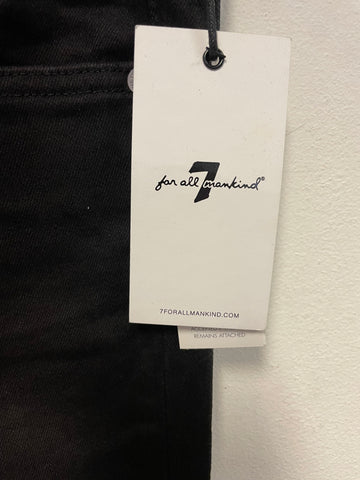 for all 7 mankind®
7FORALLMANKIND.COM
REMAINS ATTACHED